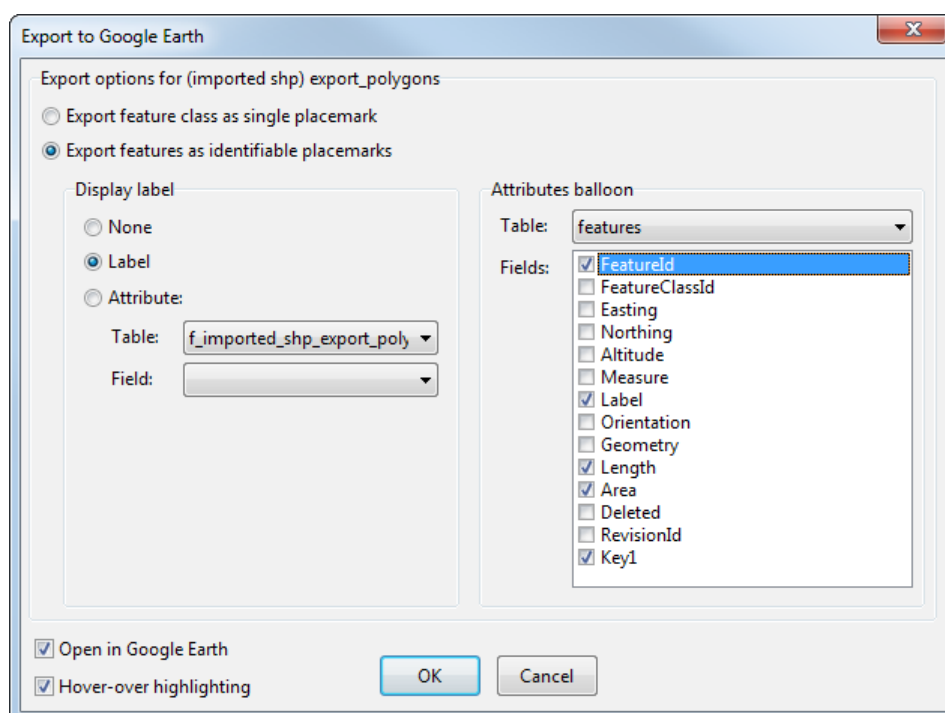 Export to Google Earth
Export options for (imported shp) export_polygons
Export feature class as single placemark
Export features as identifiable placemarks
Display label
None
Label
Attribute:
Table: f_imported_shp_export_poly
Field:
Attributes balloon
Table: features
Fields: FeatureId
FeatureClassId
Easting
Northing
Altitude
Measure
Label
Orientation
Geometry
Length
Area
Deleted
RevisionId
Key1
Open in Google Earth
Hover-over highlighting
OK Cancel